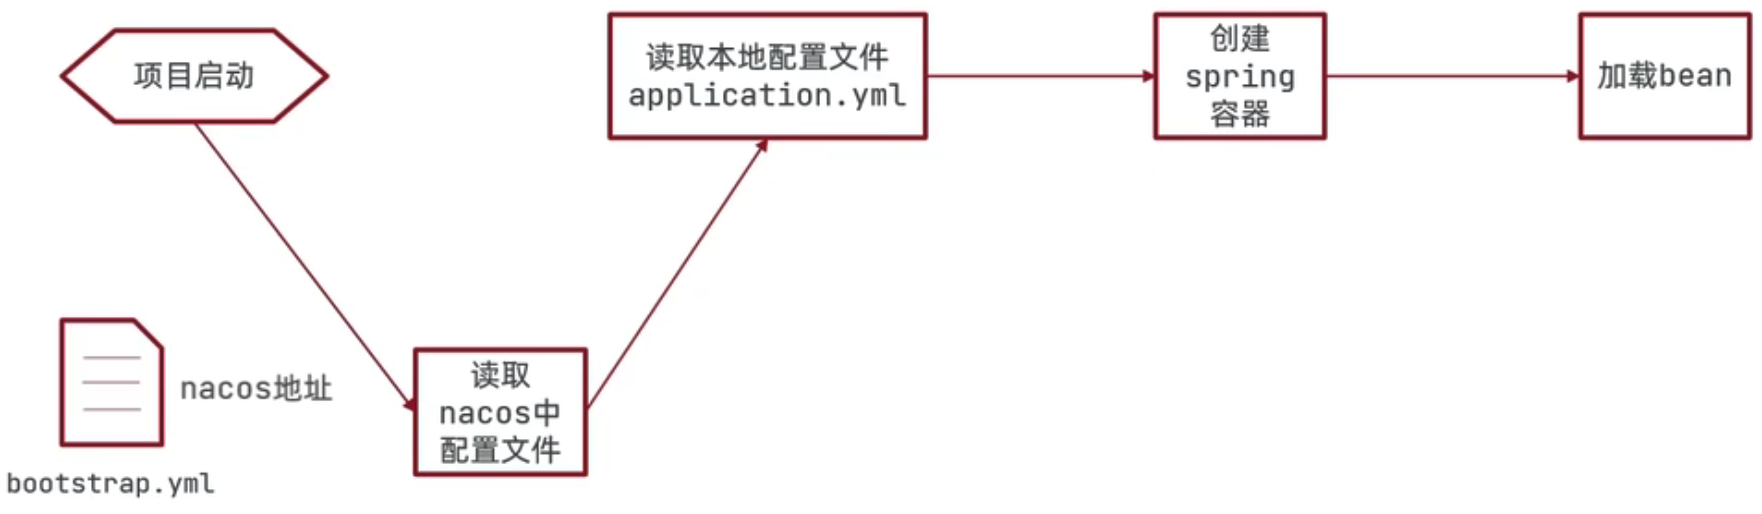 项目启动
读取本地配置文件
application.yml
创建
spring
容器
加载bean
nacos地址
bootstrap.yml
读取
nacos中
配置文件